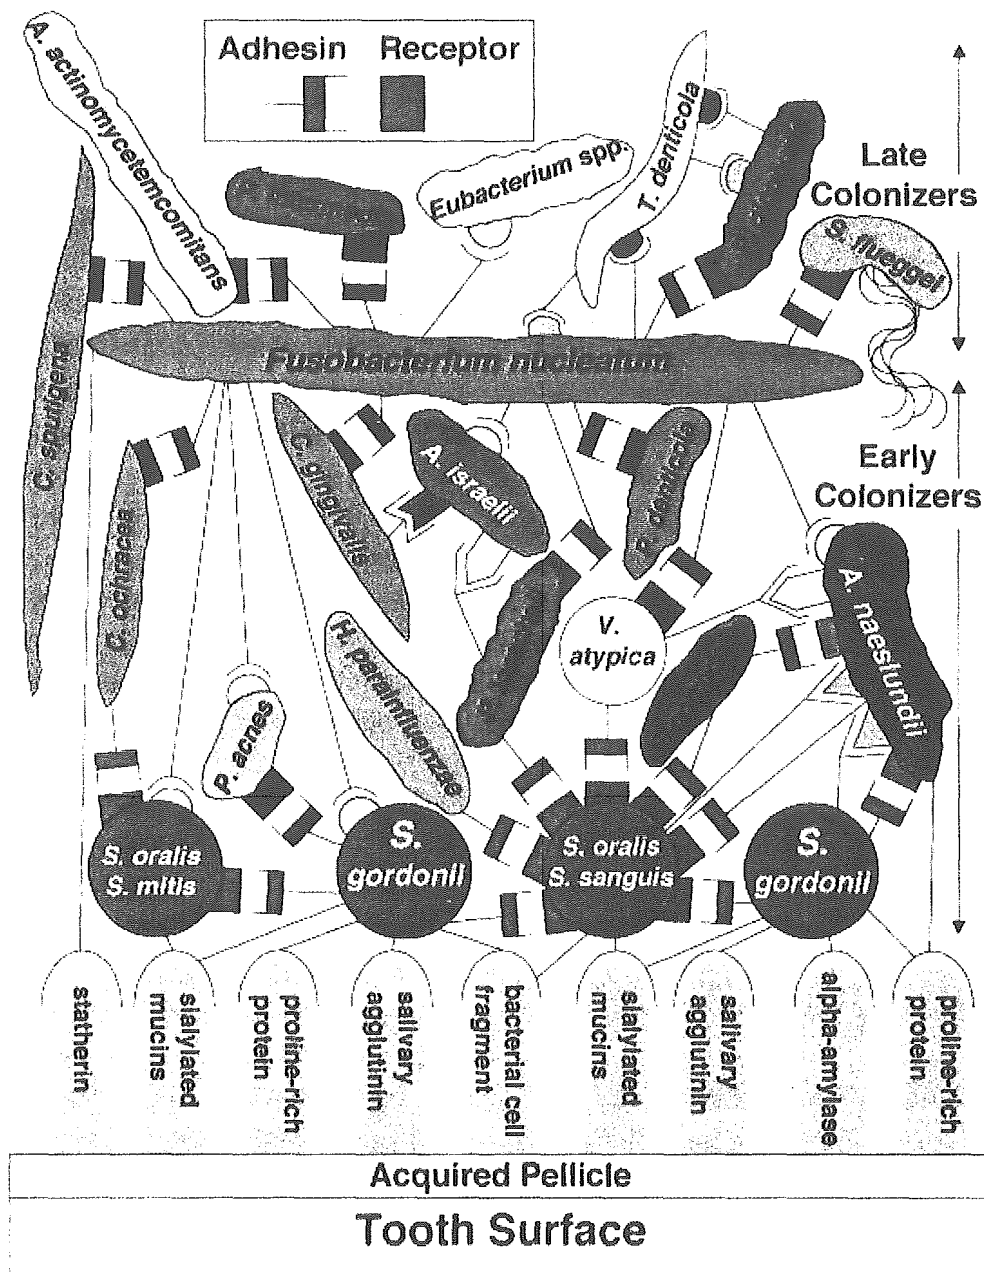 Adhesin Receptor
A. actinomycetemcomitans
Eubacterium spp.
T. denticola
Late
Colonizers
S. flueggei
Fusobacterium nucleatum
C. sputigena
Early
Colonizers
C. ochracea
C. gingivalis
A. israelii
P. denticola
A. naeslundii
V.
atypica
H. parainfluenzae
P. acnes
S. oralis
S. mitis
S.
gordonii
S. oralis
S. sanguis
S.
gordonii
statherin
sialylated
mucins
proline-rich
protein
salivary
agglutinin
bacterial cell
fragment
sialylated
mucins
salivary
agglutinin
alpha-amylase
proline-rich
protein
Acquired Pellicle
Tooth Surface